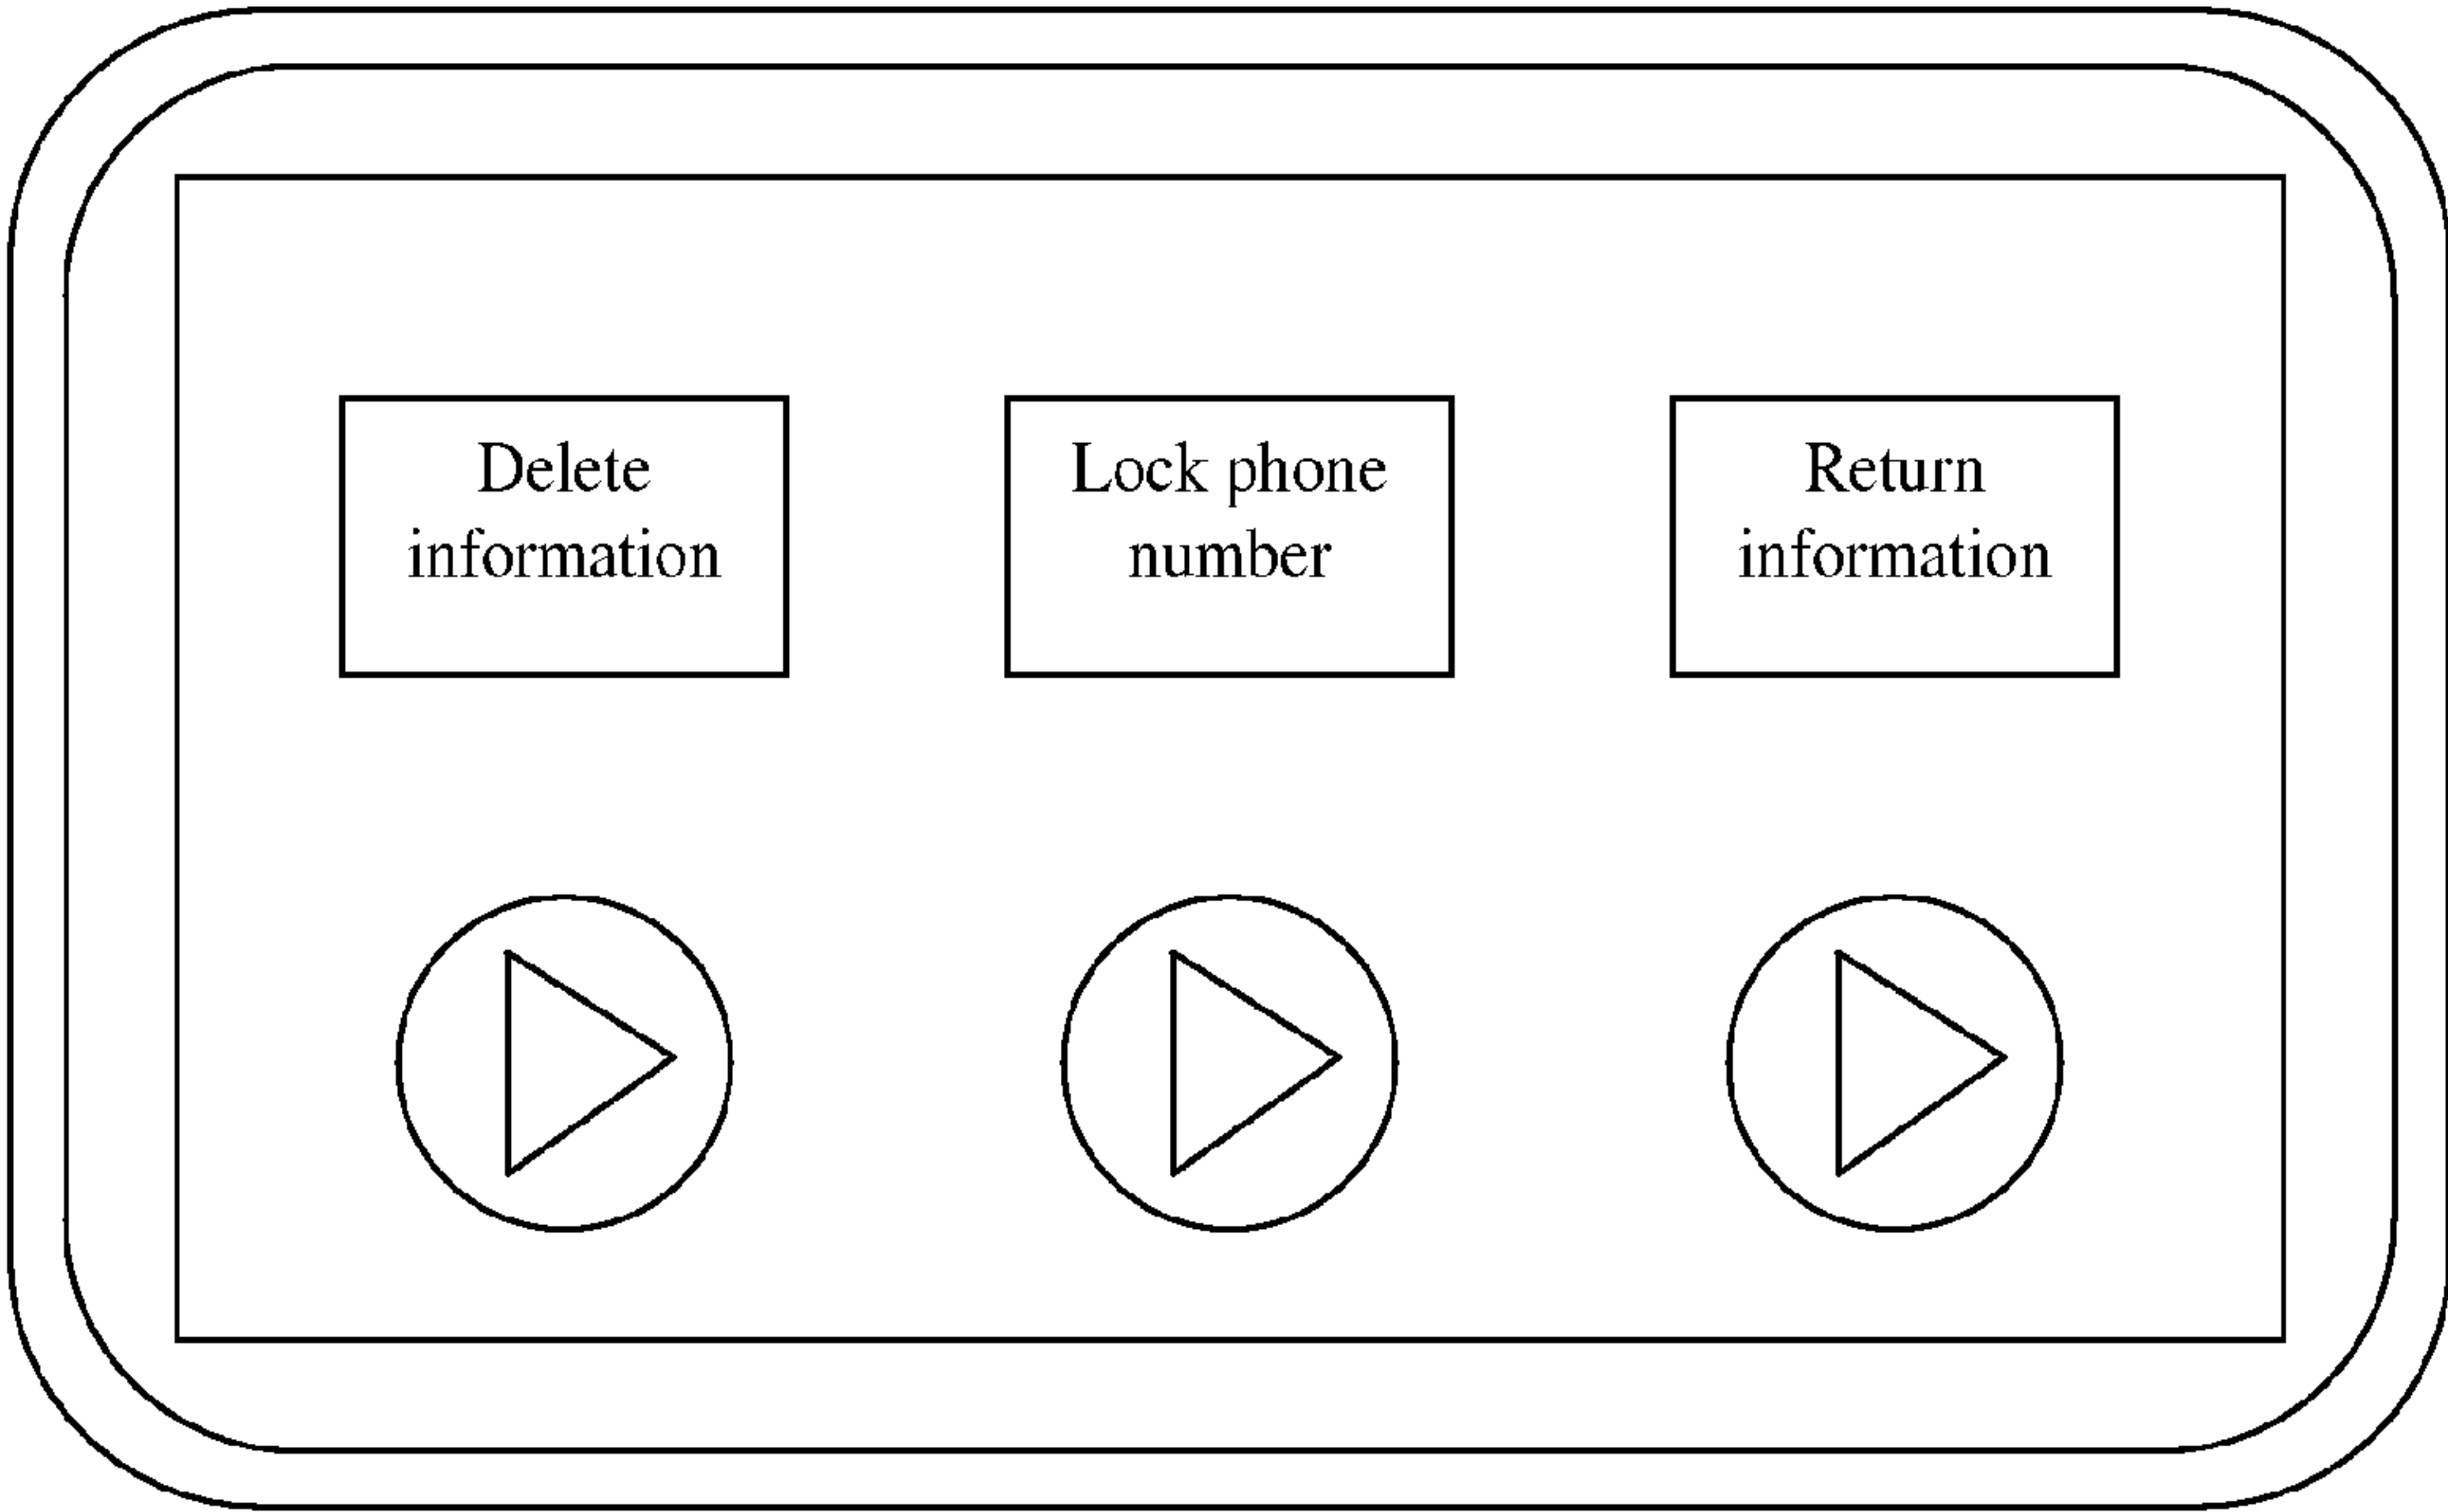 Delete
information
Lock phone
number
Return
information